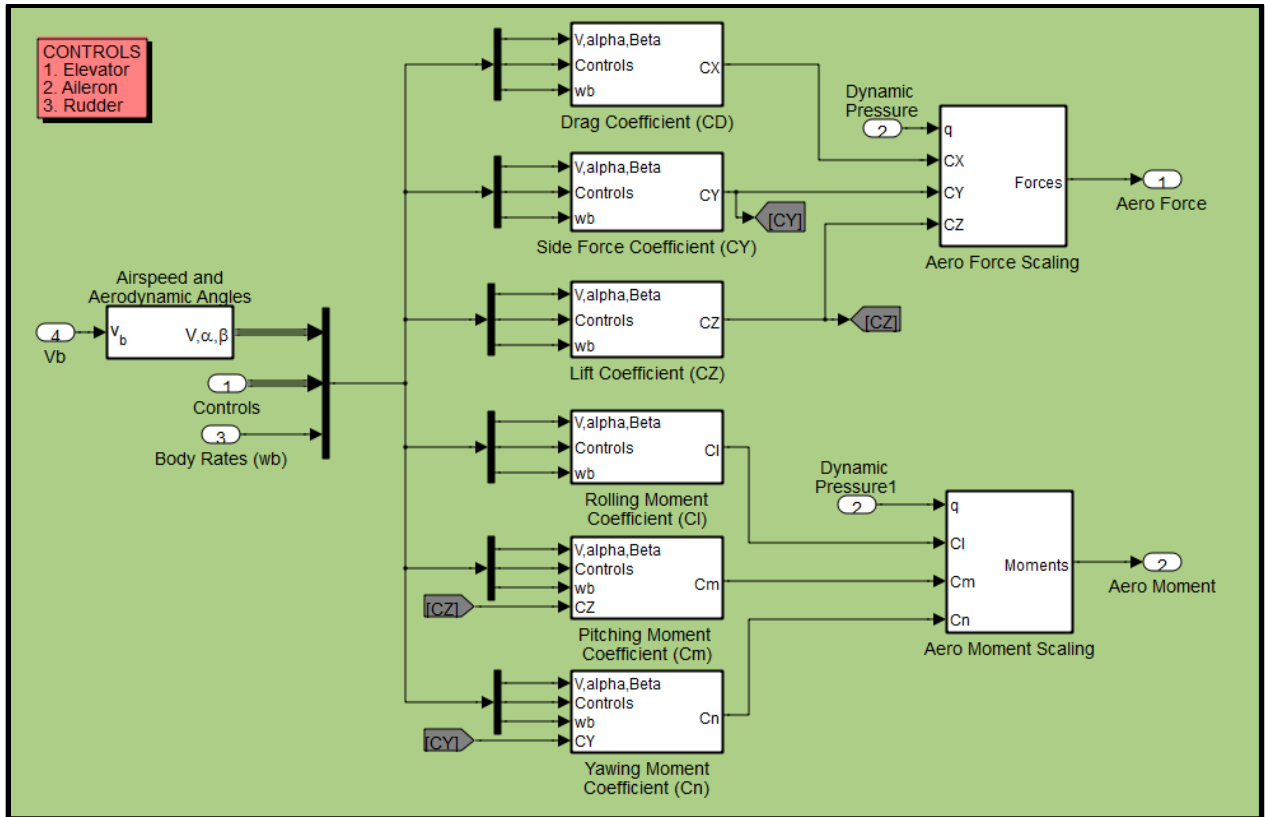 CONTROLS
1. Elevator
2. Aileron
3. Rudder
V,alpha,Beta
Controls
wb
CX
Drag Coefficient (CD)
Dynamic
Pressure
2
q
CX
CY
CZ
Forces
Aero Force Scaling
1
Aero Force
V,alpha,Beta
Controls
wb
CY
[CY]
Side Force Coefficient (CY)
Airspeed and
Aerodynamic Angles
4
Vb
vb
V,α,β
1
Controls
3
Body Rates (wb)
V,alpha,Beta
Controls
wb
CZ
[CZ]
Lift Coefficient (CZ)
V,alpha,Beta
Controls
wb
Cl
Rolling Moment
Coefficient (Cl)
Dynamic
Pressure1
2
q
Cl
Cm
Cn
Moments
Aero Moment Scaling
2
Aero Moment
V,alpha,Beta
Controls
wb
CZ
Cm
[CZ]
Pitching Moment
Coefficient (Cm)
V,alpha,Beta
Controls
wb
CY
Cn
[CY]
Yawing Moment
Coefficient (Cn)